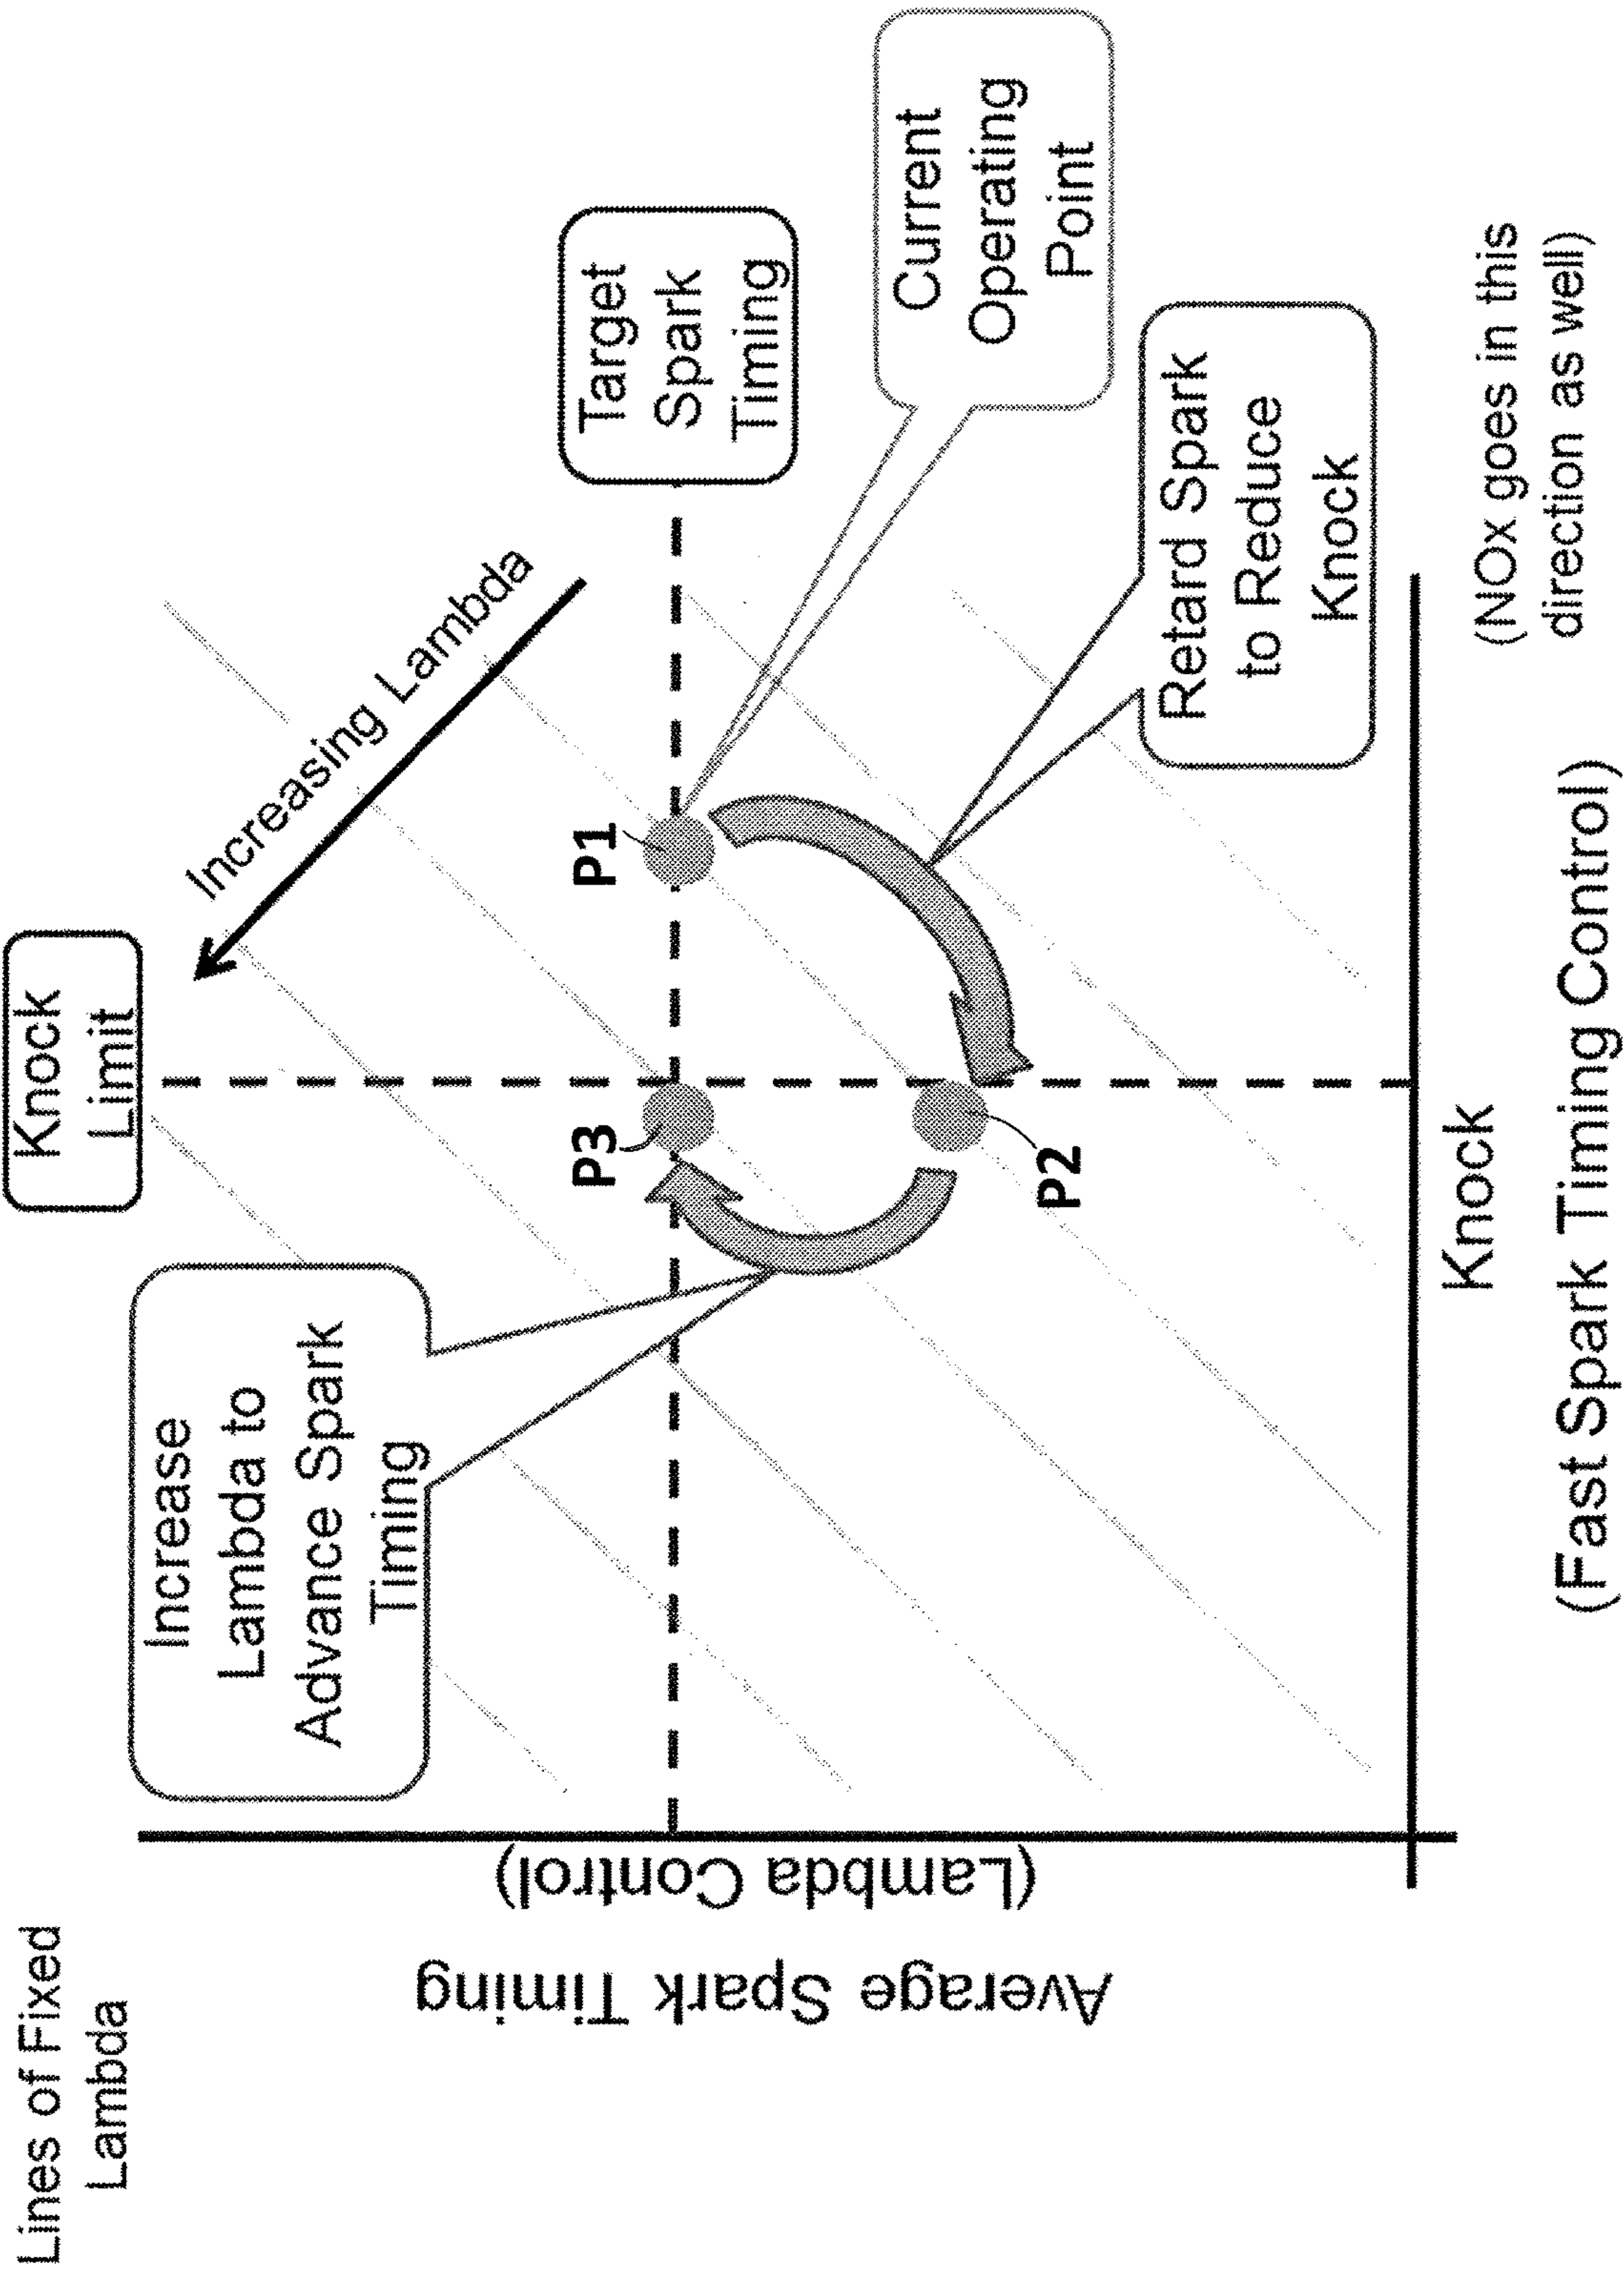 Lines of Fixed
Lambda
Knock
Limit
Increasing Lambda
Increase
Lambda to
Advance Spark
Timing
Target
Spark
Timing
P3
P1
P2
Current
Operating
Point
Retard Spark
to Reduce
Knock
Average Spark Timing
(Lambda Control)
Knock
(Fast Spark Timing Control)
(NOx goes in this
direction as well)